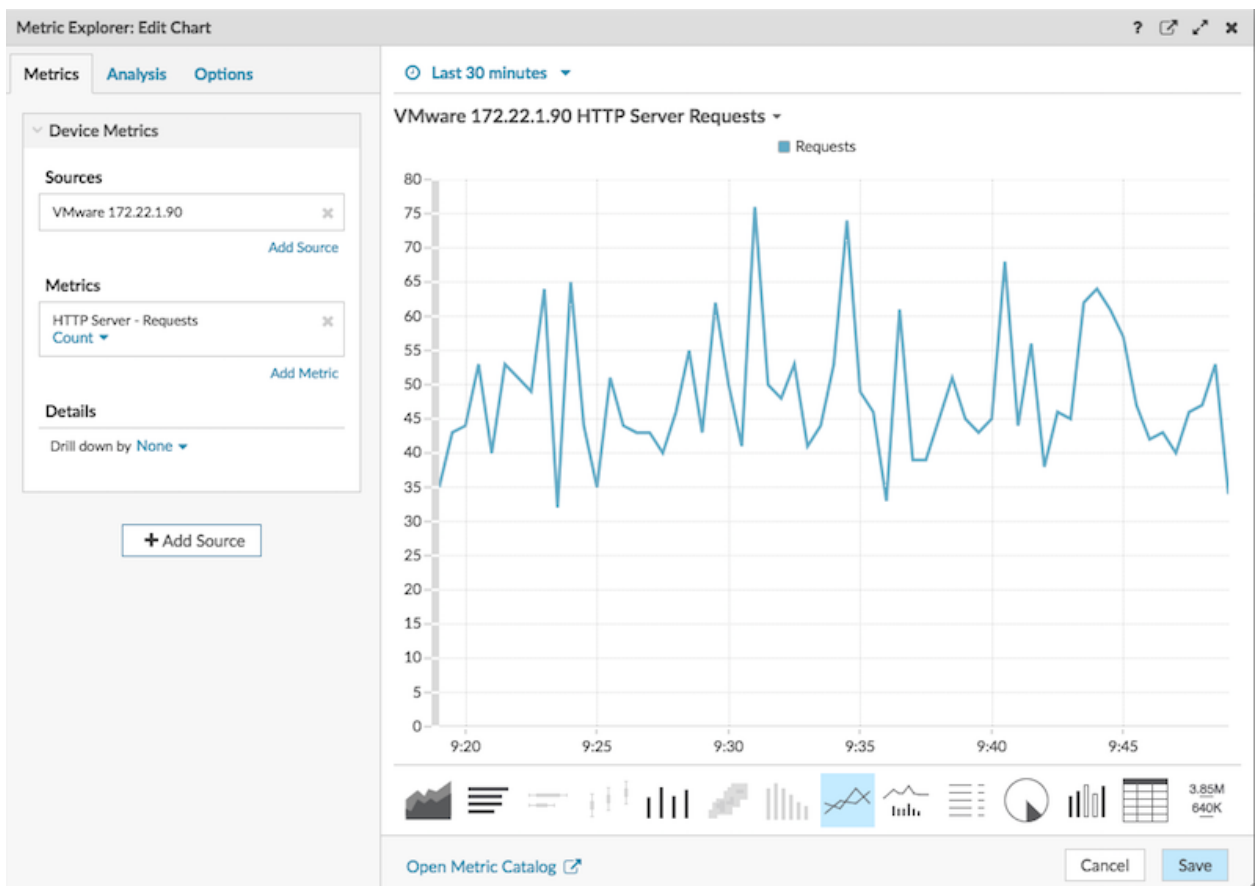 Metric Explorer: Edit Chart
?
Metrics Analysis Options
Device Metrics
Sources
VMware 172.22.1.90
Add Source
Metrics
HTTP Server - Requests
Count
Add Metric
Details
Drill down by None
+ Add Source
Last 30 minutes
VMware 172.22.1.90 HTTP Server Requests
Requests
80
75
70
65
60
55
50
45
40
35
30
25
20
15
10
5
0
9:20 9:25 9:30 9:35 9:40 9:45
3.85M
640K
Open Metric Catalog
Cancel Save